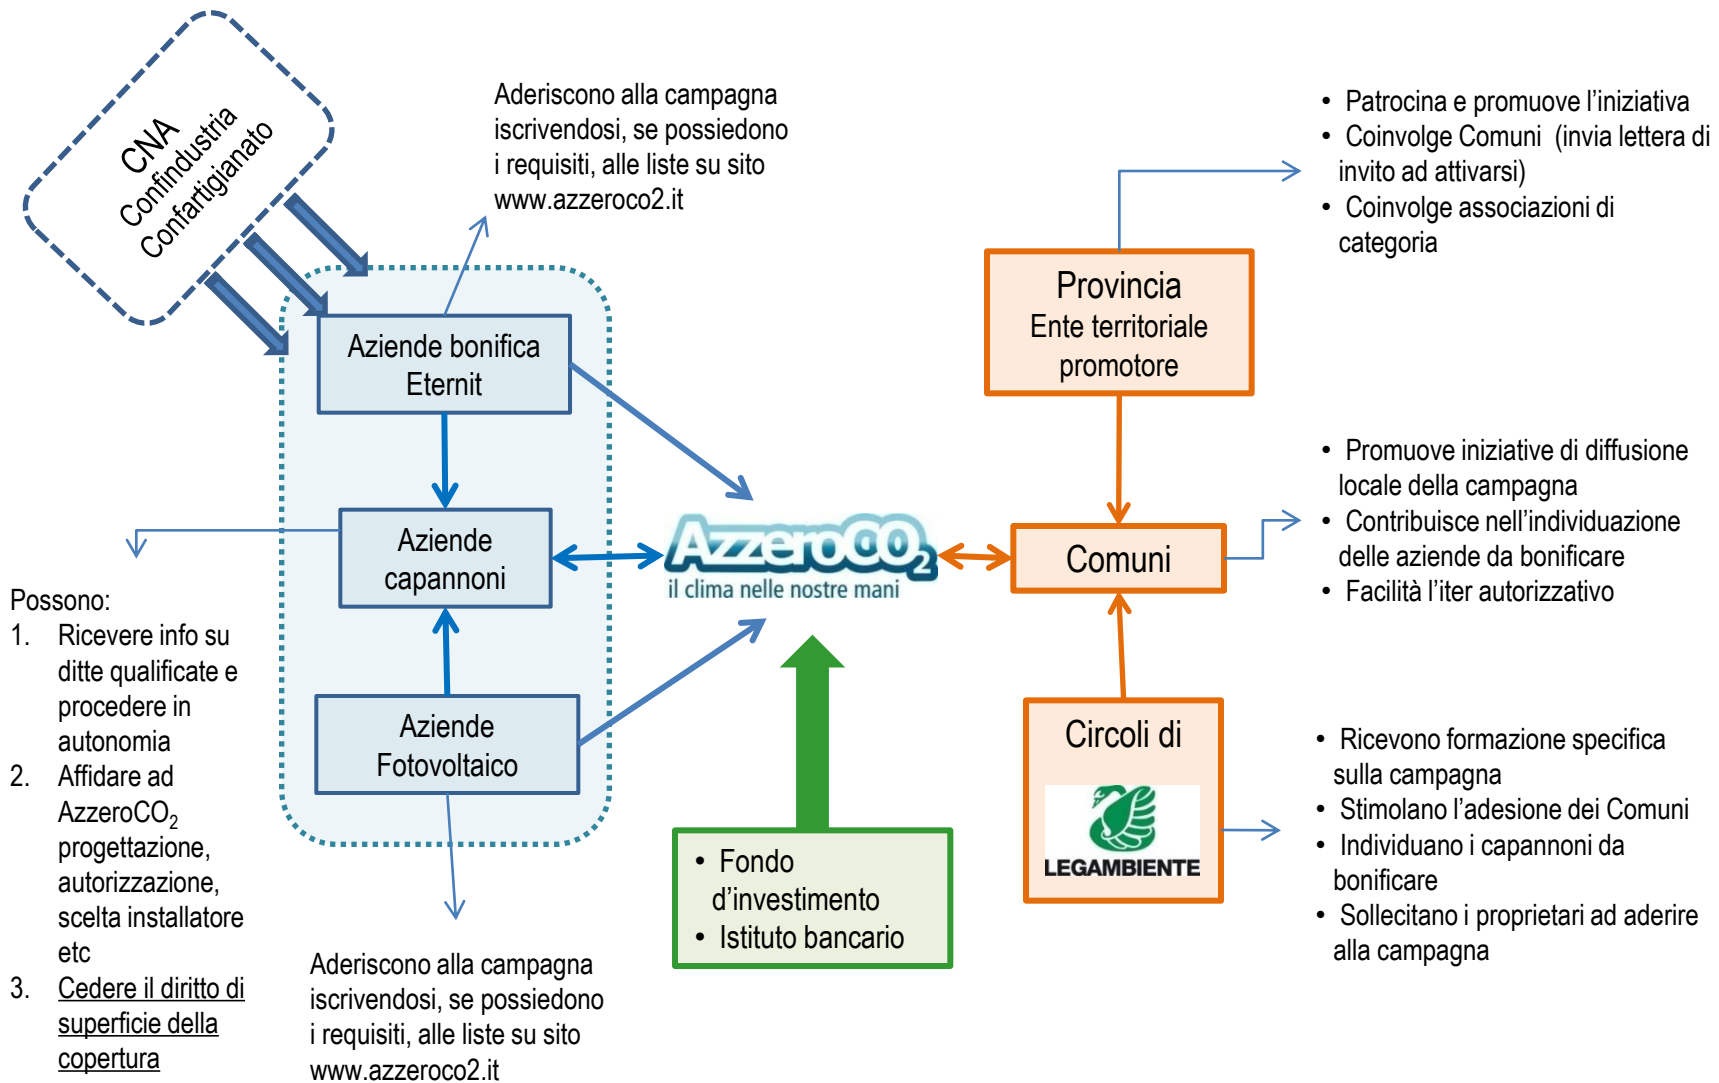 CNA
Confindustria
Confartigianato
Aderiscono alla campagna
iscrivendosi, se possiedono
i requisiti, alle liste su sito
www.azzeroco2.it
• Patrocina e promuove l’iniziativa
• Coinvolge Comuni (invia lettera di
invito ad attivarsi)
• Coinvolge associazioni di
categoria
Provincia
Ente territoriale
promotore
Aziende bonifica
Eternit
• Promuove iniziative di diffusione
locale della campagna
• Contribuisce nell’individuazione
delle aziende da bonificare
• Facilità l’iter autorizzativo
Aziende
capannoni
AzzeroCO2
il clima nelle nostre mani
Comuni
Possono:
1. Ricevere info su
ditte qualificate e
procedere in
autonomia
2. Affidare ad
AzzeroCO2
progettazione,
autorizzazione,
scelta installatore
etc
3. Cedere il diritto di
superficie della
copertura
Aziende
Fotovoltaico
Circoli di
LEGAMBIENTE
• Ricevono formazione specifica
sulla campagna
• Stimolano l’adesione dei Comuni
• Individuano i capannoni da
bonificare
• Sollecitano i proprietari ad aderire
alla campagna
• Fondo
d’investimento
• Istituto bancario
Aderiscono alla campagna
iscrivendosi, se possiedono
i requisiti, alle liste su sito
www.azzeroco2.it